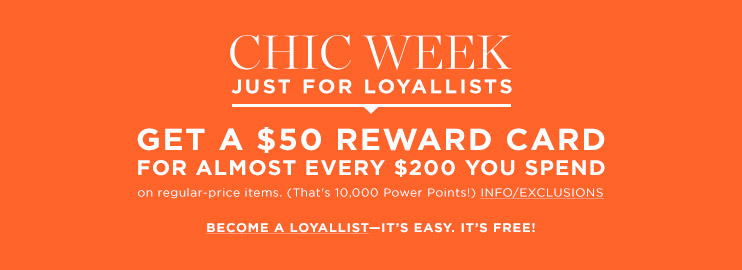 CHIC WEEK
JUST FOR LOYALLISTS
GET A $50 REWARD CARD
FOR ALMOST EVERY $200 YOU SPEND
on regular-price items. (That's 10,000 Power Points!) INFO/EXCLUSIONS
BECOME A LOYALLIST—IT'S EASY. IT'S FREE!